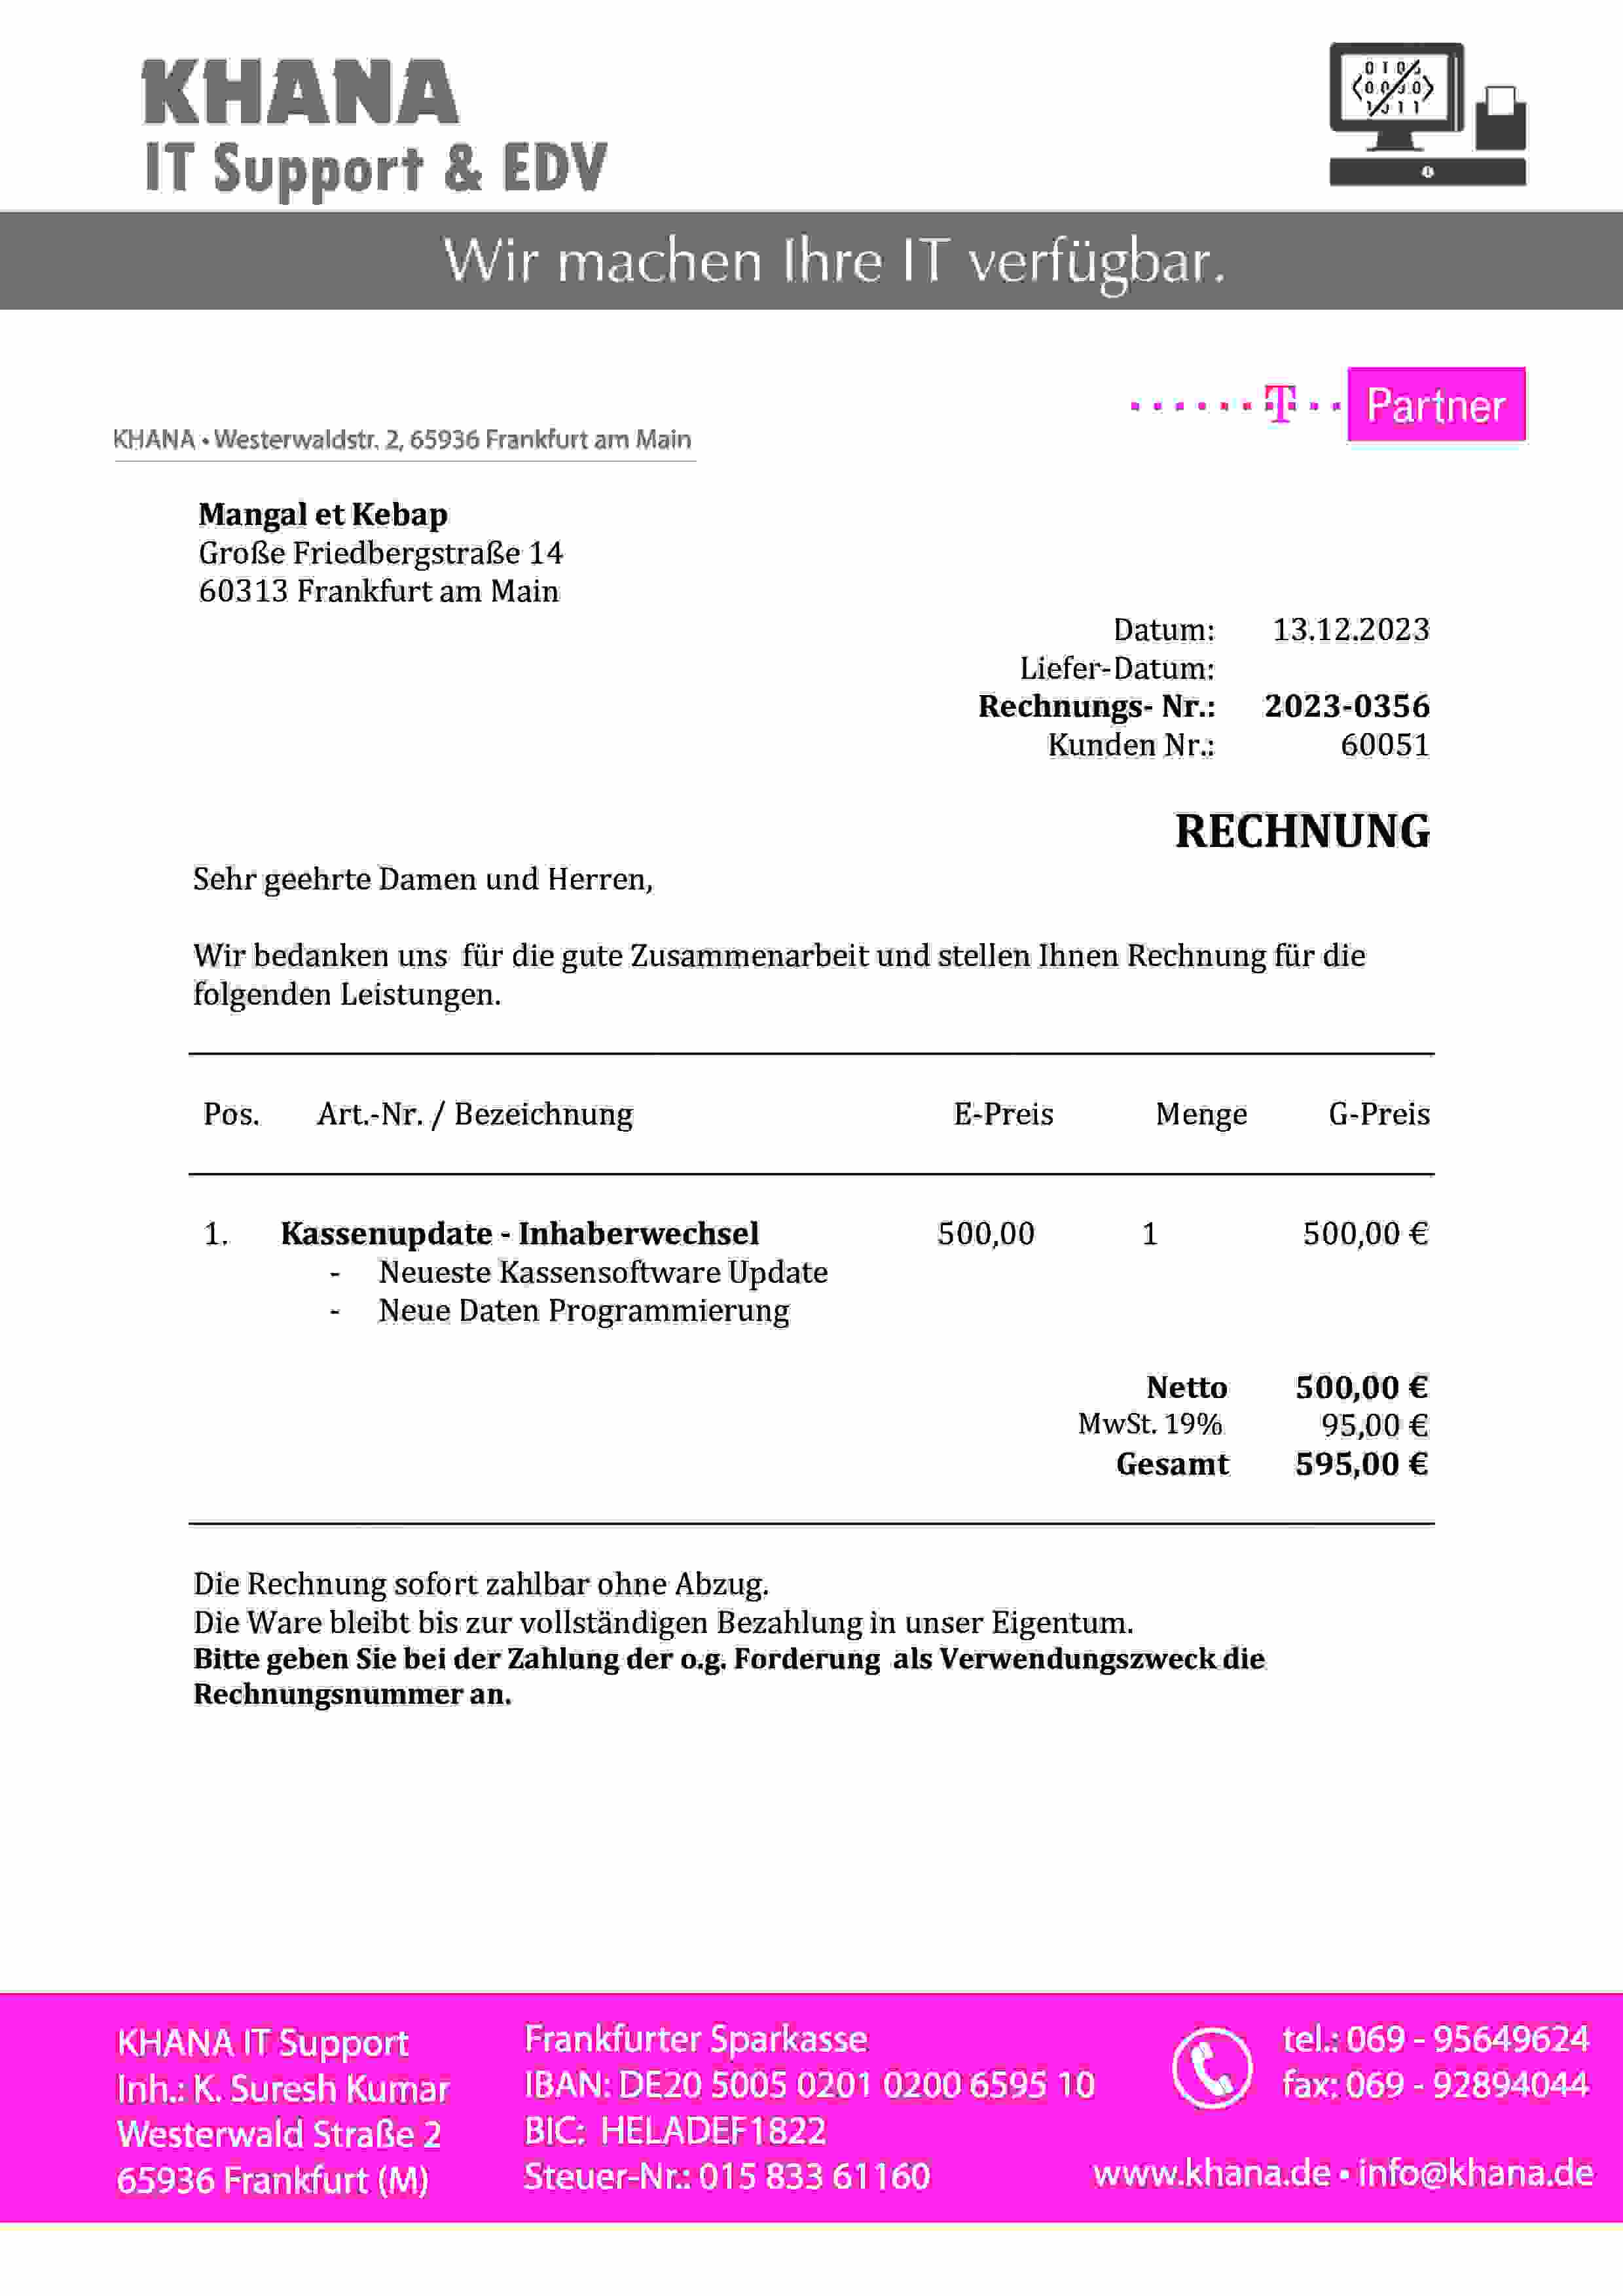 KHANA
IT Support & EDV
Wir machen Ihre IT verfügbar.
T Partner
KHANA • Westerwaldstr. 2, 65936 Frankfurt am Main
Mangal et Kebap
Große Friedbergstraße 14
60313 Frankfurt am Main
Datum: 13.12.2023
Liefer-Datum:
Rechnungs- Nr.: 2023-0356
Kunden Nr.: 60051
RECHNUNG
Sehr geehrte Damen und Herren,
Wir bedanken uns für die gute Zusammenarbeit und stellen Ihnen Rechnung für die
folgenden Leistungen.
Pos. Art.-Nr. / Bezeichnung E-Preis Menge G-Preis
1. Kassenupdate - Inhaberwechsel 500,00 1 500,00 €
- Neueste Kassensoftware Update
- Neue Daten Programmierung
Netto 500,00 €
MwSt. 19% 95,00 €
Gesamt 595,00 €
Die Rechnung sofort zahlbar ohne Abzug.
Die Ware bleibt bis zur vollständigen Bezahlung in unser Eigentum.
Bitte geben Sie bei der Zahlung der o.g. Forderung als Verwendungszweck die
Rechnungsnummer an.
KHANA IT Support
Inh.: K. Suresh Kumar
Westerwald Straße 2
65936 Frankfurt (M)
Frankfurter Sparkasse
IBAN: DE20 5005 0201 0200 6595 10
BIC: HELADEF1822
Steuer-Nr.: 015 833 61160
tel.: 069 - 95649624
fax: 069 - 92894044
www.khana.de • info@khana.de